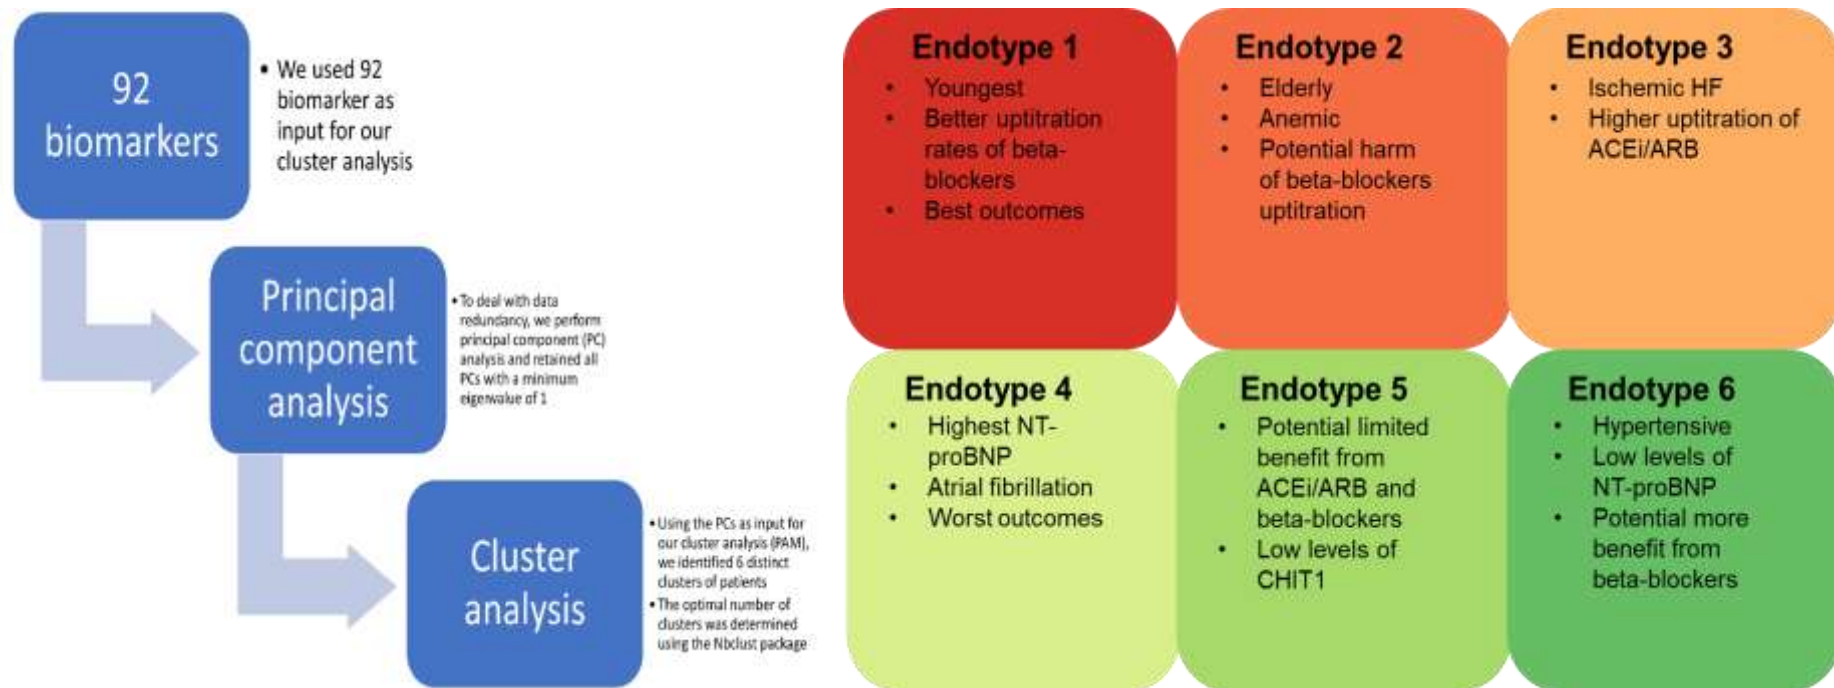 92
biomarkers
• We used 92
biomarker as
input for our
cluster analysis
Principal
component
analysis
• To deal with data
redundancy, we perform
principal component (PC)
analysis and retained all
PCs with a minimum
eigenvalue of 1
Cluster
analysis
• Using the PCs as input for
our cluster analysis (PAM),
we identified 6 distinct
clusters of patients
• The optimal number of
clusters was determined
using the Nbclust package
Endotype 1
• Youngest
• Better uptitration
rates of beta-
blockers
• Best outcomes
Endotype 2
• Elderly
• Anemic
• Potential harm
of beta-blockers
uptitration
Endotype 3
• Ischemic HF
• Higher uptitration of
ACEi/ARB
Endotype 4
• Highest NT-
proBNP
• Atrial fibrillation
• Worst outcomes
Endotype 5
• Potential limited
benefit from
ACEi/ARB and
beta-blockers
• Low levels of
CHIT1
Endotype 6
• Hypertensive
• Low levels of
NT-proBNP
• Potential more
benefit from
beta-blockers